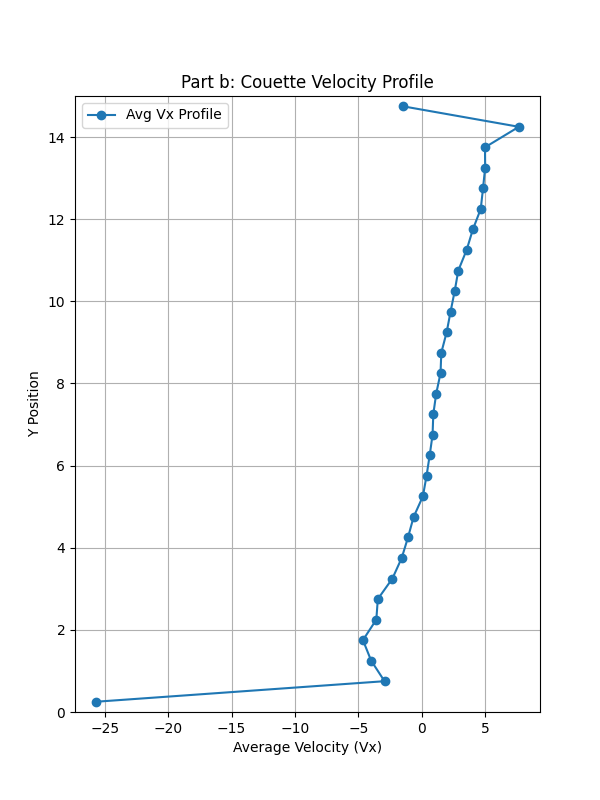 Part b: Couette Velocity Profile
Avg Vx Profile
14
12
10
8
6
4
2
0
Y Position
−25 −20 −15 −10 −5 0 5
Average Velocity (Vx)